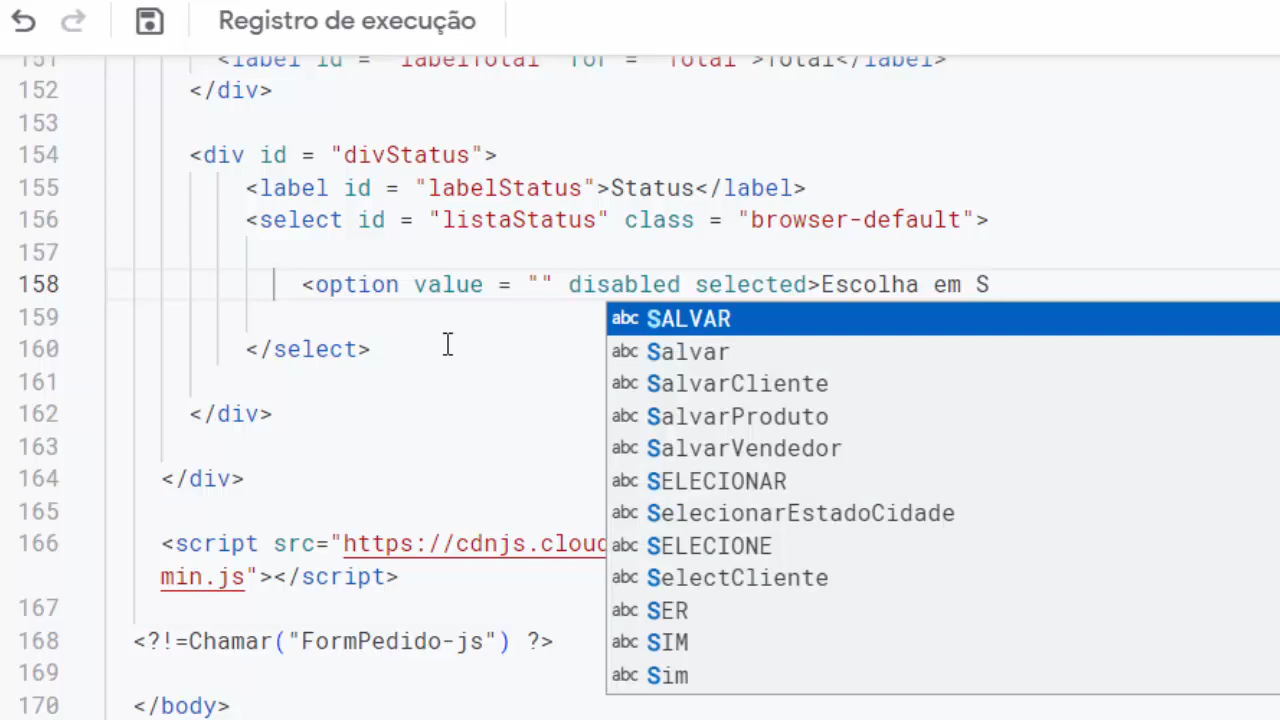 Registro de execução
151 <label id = "labelTotal" for = "Total">Total</label>
152 </div>
153
154 <div id = "divStatus">
155 <label id = "labelStatus">Status</label>
156 <select id = "listaStatus" class = "browser-default">
157
158 <option value = "" disabled selected>Escolha em S
159
160 </select>
161
162 </div>
163
164 </div>
165
166 <script src="https://cdnjs.cloud
min.js"></script>
167
168 <?!=Chamar("FormPedido-js") ?>
169
170 </body>
abc SALVAR
abc Salvar
abc SalvarCliente
abc SalvarProduto
abc SalvarVendedor
abc SELECIONAR
abc SelecionarEstadoCidade
abc SELECIONE
abc SelectCliente
abc SER
abc SIM
abc Sim